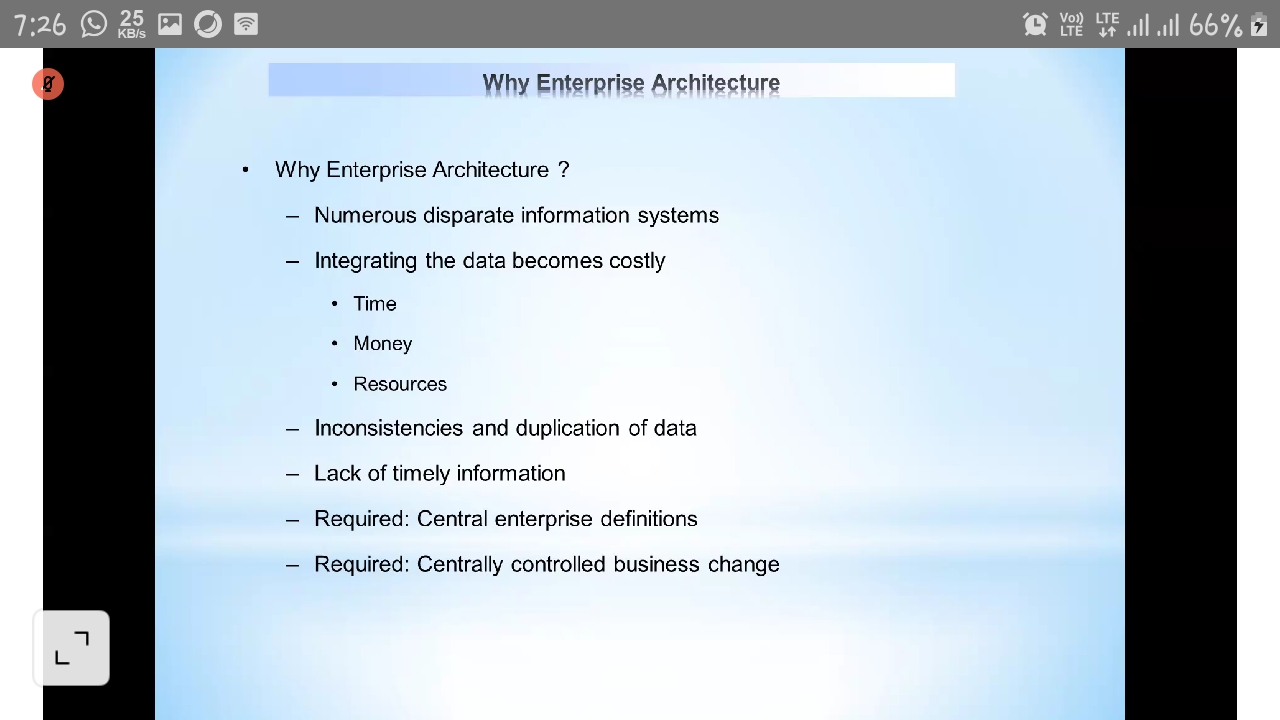 7:26 25 KB/s Vo)) LTE LTE 66%
Why Enterprise Architecture
• Why Enterprise Architecture ?
– Numerous disparate information systems
– Integrating the data becomes costly
• Time
• Money
• Resources
– Inconsistencies and duplication of data
– Lack of timely information
– Required: Central enterprise definitions
– Required: Centrally controlled business change